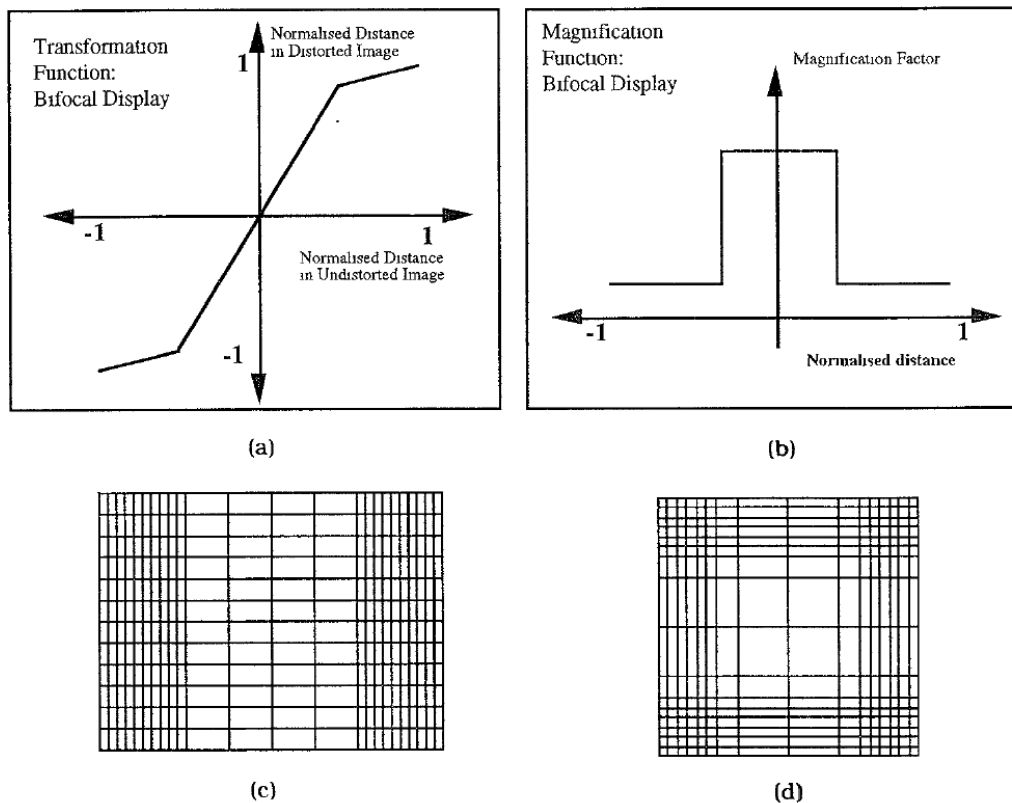 Transformation
Function:
Bifocal Display
Normalised Distance
in Distorted Image
1
-1
1
Normalised Distance
in Undistorted Image
-1
(a)
Magnification
Function:
Bifocal Display
Magnification Factor
-1
1
Normalised distance
(b)
(c)
(d)